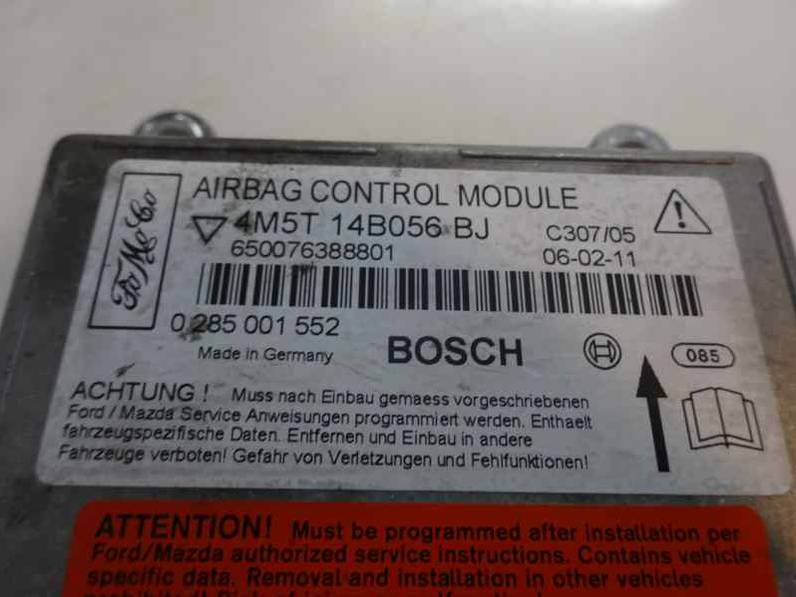 FoMoCo
AIRBAG CONTROL MODULE
4M5T 14B056 BJ
C307/05
650076388801
06-02-11
0 285 001 552
Made in Germany
BOSCH
085
ACHTUNG ! Muss nach Einbau gemaess vorgeschriebenen
Ford / Mazda Service Anweisungen programmiert werden. Enthaelt
fahrzeugspezifische Daten. Entfernen und Einbau in andere
Fahrzeuge verboten! Gefahr von Verletzungen und Fehlfunktionen!
ATTENTION! Must be programmed after installation per
Ford/Mazda authorized service instructions. Contains vehicle
specific data. Removal and installation in other vehicles